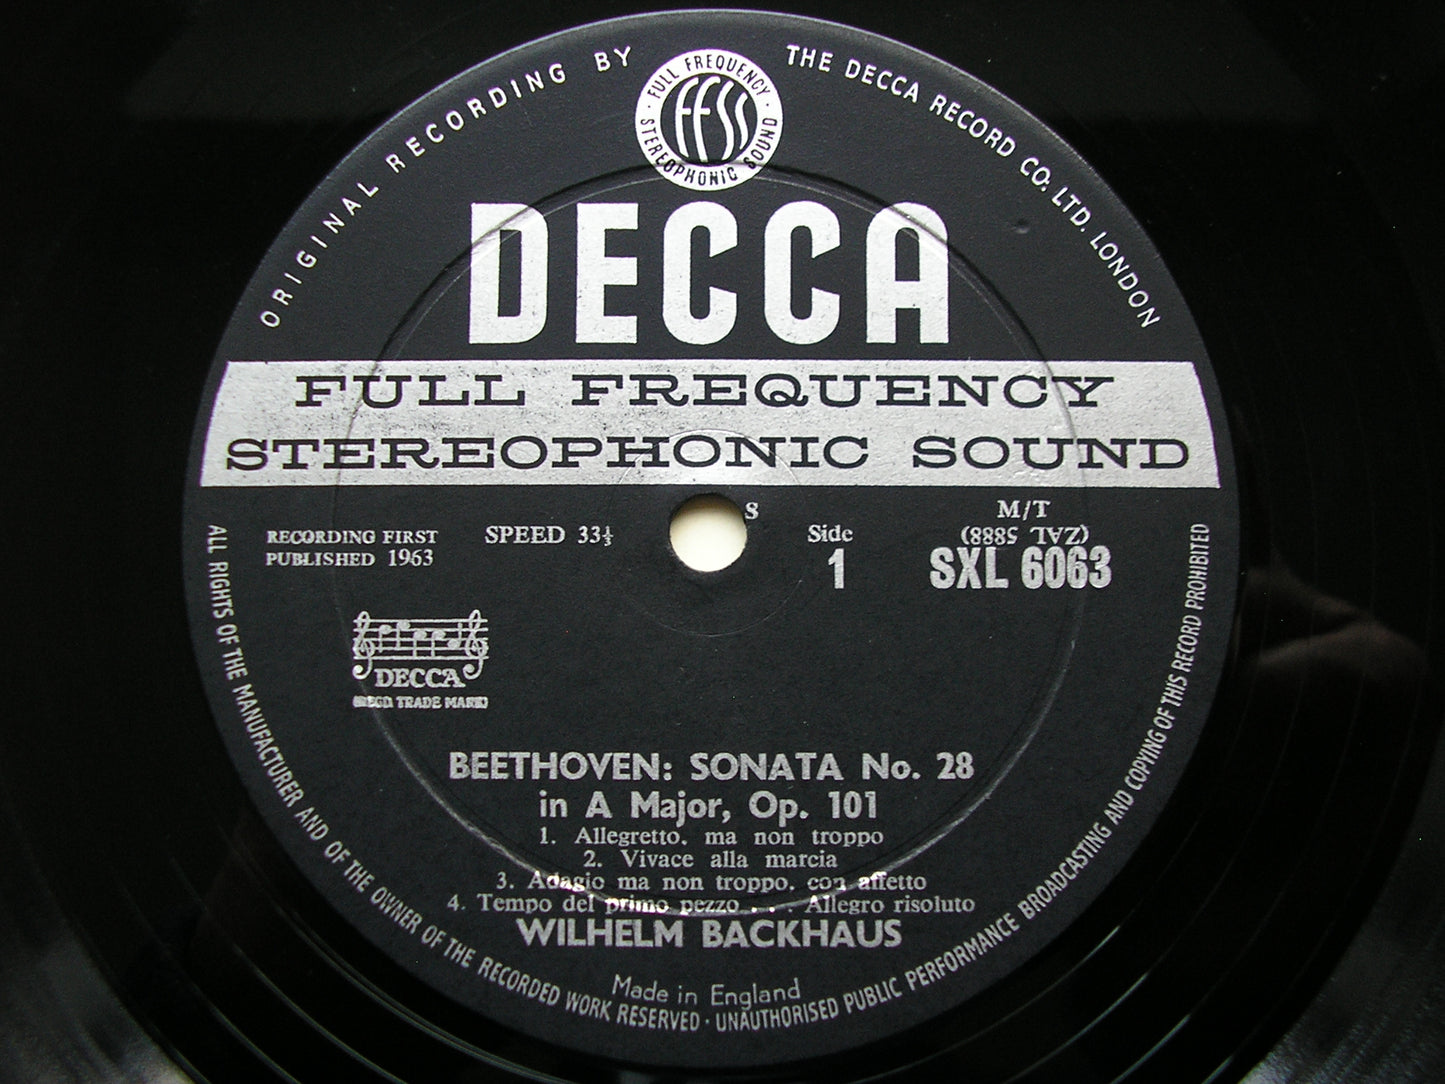 ORIGINAL RECORDING BY
THE DECCA RECORD CO. LTD. LONDON
FULL FREQUENCY
FFSS
STEREOPHONIC SOUND
DECCA
FULL FREQUENCY
STEREOPHONIC SOUND
RECORDING FIRST
PUBLISHED 1963
SPEED 33⅓
S
Side
1
M/T
(ZAL 5888)
SXL 6063
DECCA
(REGD TRADE MARK)
BEETHOVEN: SONATA No. 28
in A Major, Op. 101
1. Allegretto, ma non troppo
2. Vivace alla marcia
3. Adagio ma non troppo, con affetto
4. Tempo del primo pezzo . . . Allegro risoluto
WILHELM BACKHAUS
Made in England
ALL RIGHTS OF THE MANUFACTURER AND OF THE OWNER OF THE RECORDED WORK RESERVED · UNAUTHORISED PUBLIC PERFORMANCE BROADCASTING AND COPYING OF THIS RECORD PROHIBITED